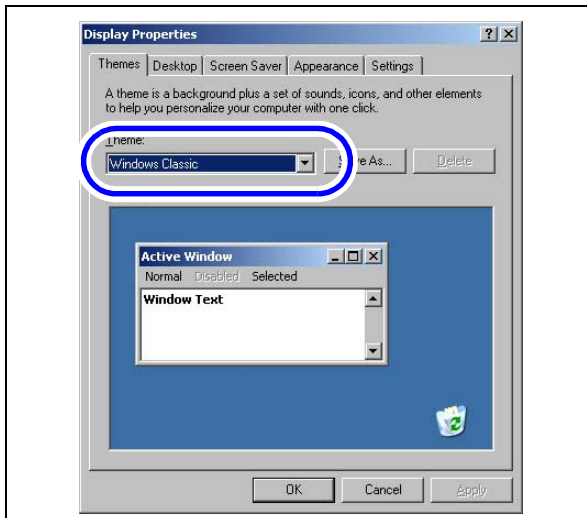 Display Properties
Themes Desktop Screen Saver Appearance Settings
A theme is a background plus a set of sounds, icons, and other elements
to help you personalize your computer with one click.
Theme:
Windows Classic
Save As... Delete
Active Window
Normal Disabled Selected
Window Text
OK Cancel Apply